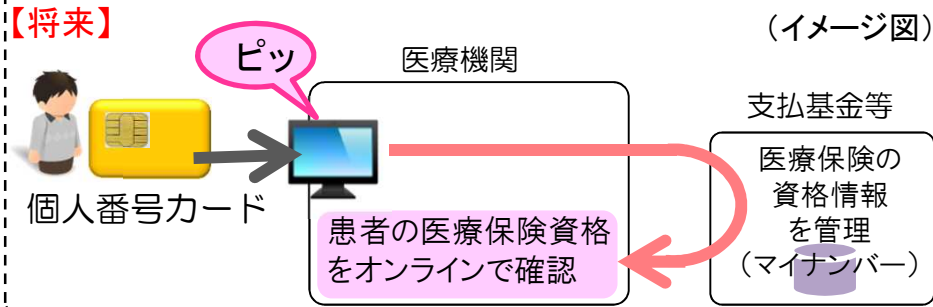 【将来】
(イメージ図)
ピッ
医療機関
支払基金等
個人番号カード
患者の医療保険資格
をオンラインで確認
医療保険の
資格情報
を管理
(マイナンバー)